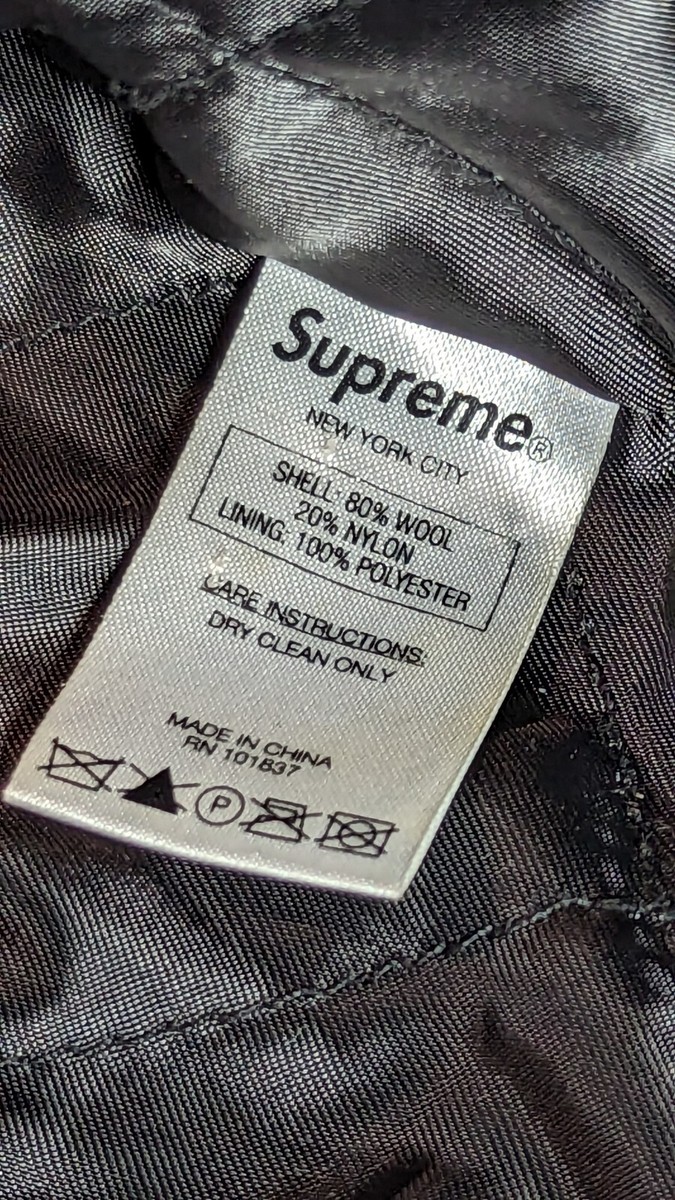 Supreme®
NEW YORK CITY
SHELL: 80% WOOL
20% NYLON
LINING: 100% POLYESTER
CARE INSTRUCTIONS:
DRY CLEAN ONLY
MADE IN CHINA
RN 101837
P